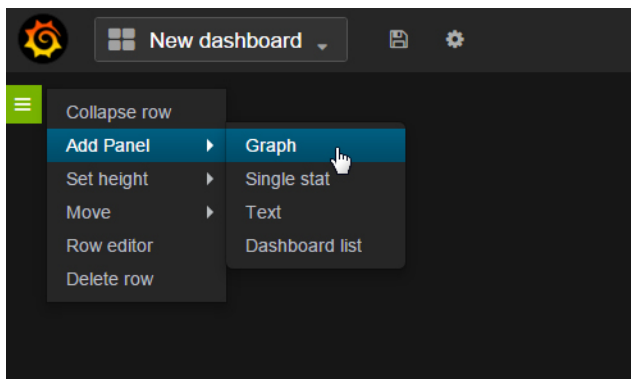 New dashboard
Collapse row
Add Panel
Graph
Set height
Single stat
Move
Text
Row editor
Dashboard list
Delete row